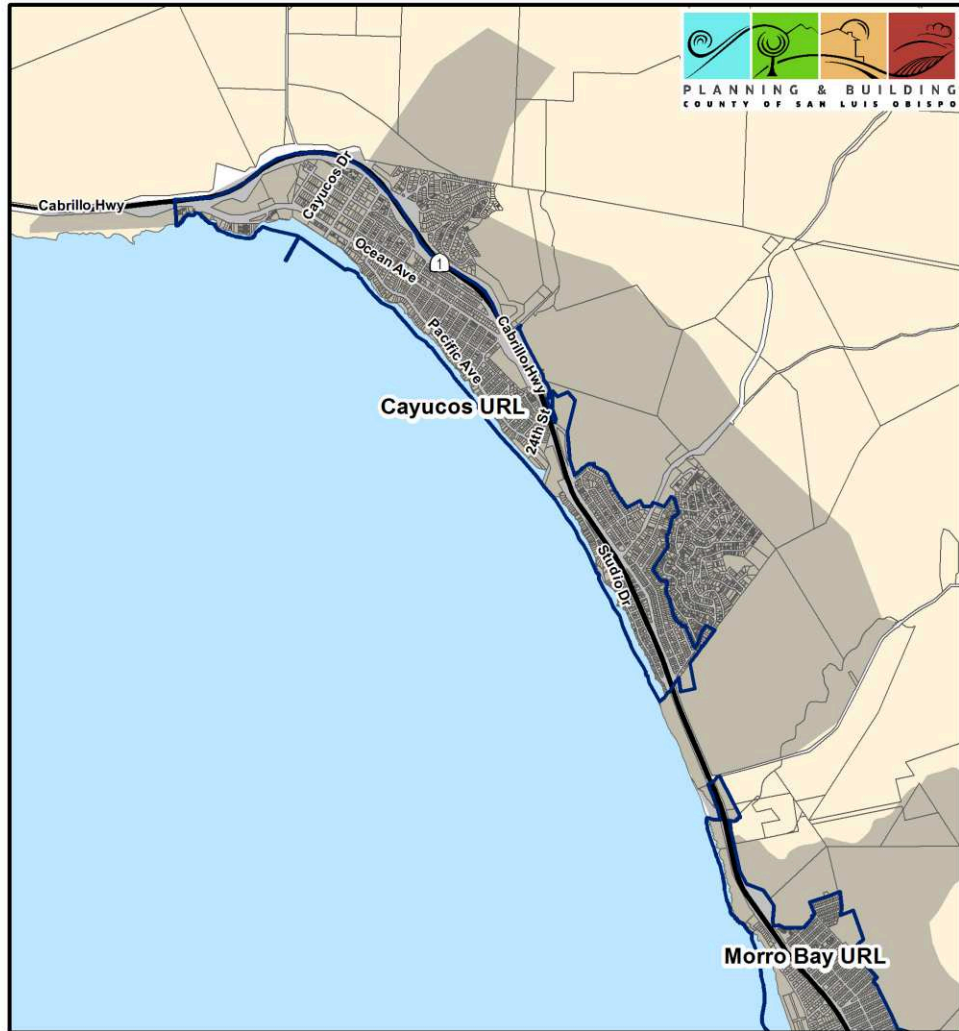 PLANNING & BUILDING
COUNTY OF SAN LUIS OBISPO
Cabrillo Hwy
Cayucos Dr
Ocean Ave
1
Pacific Ave
Cabrillo Hwy
Cayucos URL
24th St
Studio Dr
Morro Bay URL